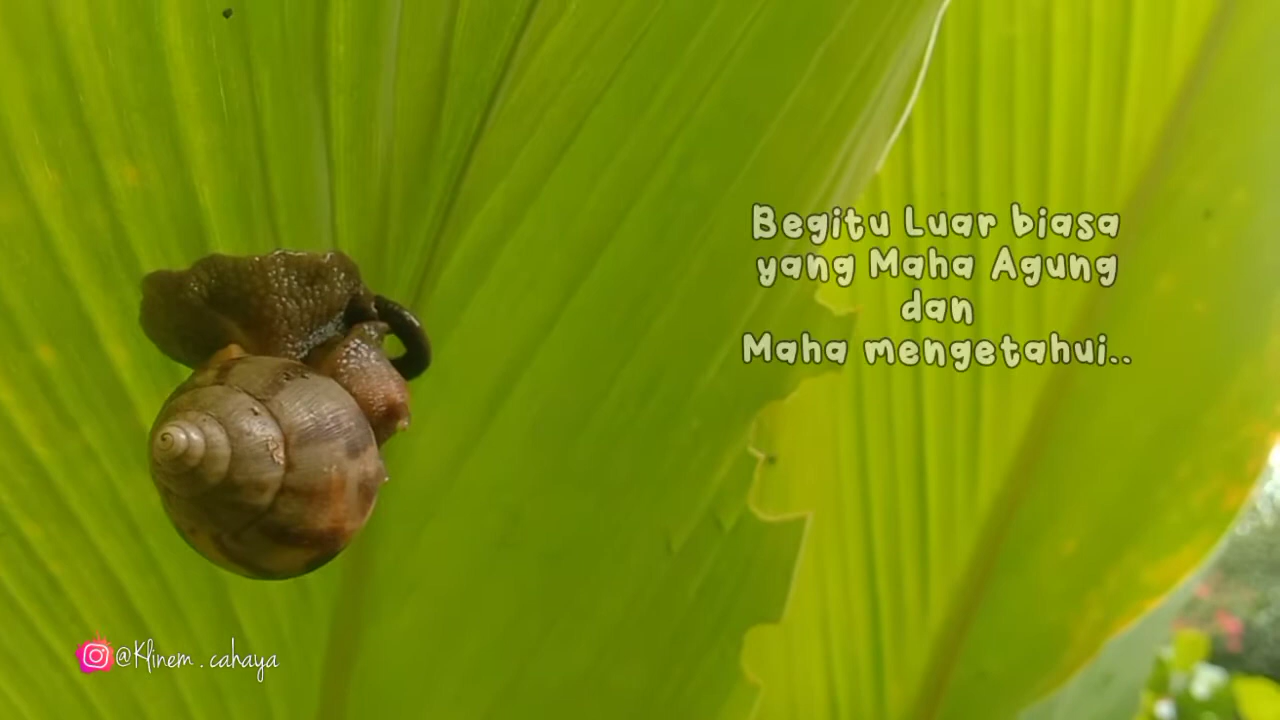 Begitu Luar biasa
yang Maha Agung
dan
Maha mengetahui..
@Klinem.cahaya